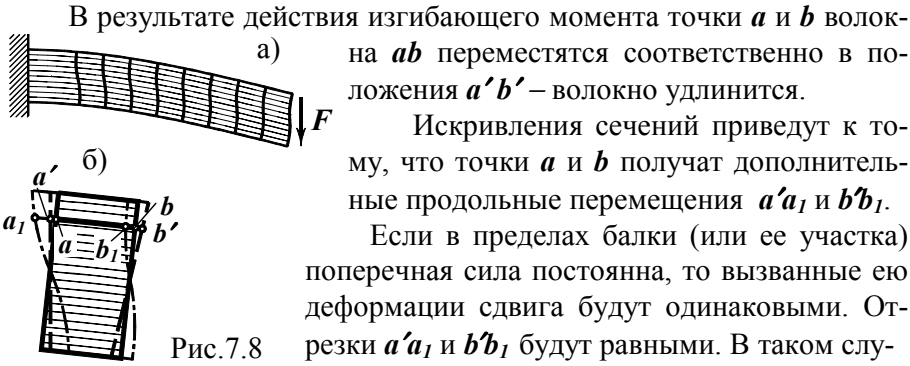 В результате действия изгибающего момента точки a и b волок-
а)
на ab переместятся соответственно в по-
ложения a′ b′ – волокно удлинится.
F
Искривления сечений приведут к то-
му, что точки a и b получат дополнитель-
ные продольные перемещения a′a₁ и b′b₁.
б)
a′
b
a₁
a
b₁
b′
Если в пределах балки (или ее участка)
поперечная сила постоянна, то вызванные ею
деформации сдвига будут одинаковыми. От-
Рис.7.8
резки a′a₁ и b′b₁ будут равными. В таком слу-